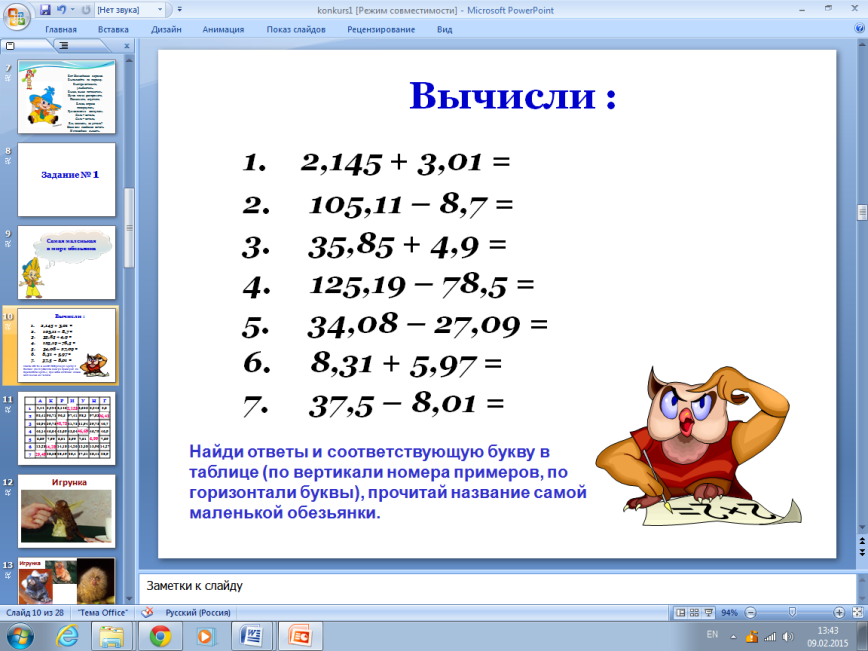 [Нет звука]
konkurs1 [Режим совместимости] - Microsoft PowerPoint
Главная Вставка Дизайн Анимация Показ слайдов Рецензирование Вид
7
8
Задание № 1
9
Самая маленькая
в мире обезьянка
10
Вычисли :
11
12
Игрунка
13
Игрунка
Вычисли :
1. 2,145 + 3,01 =
2. 105,11 – 8,7 =
3. 35,85 + 4,9 =
4. 125,19 – 78,5 =
5. 34,08 – 27,09 =
6. 8,31 + 5,97 =
7. 37,5 – 8,01 =
Найди ответы и соответствующую букву в
таблице (по вертикали номера примеров, по
горизонтали буквы), прочитай название самой
маленькой обезьянки.
Заметки к слайду
Слайд 10 из 28 "Тема Office" Русский (Россия) 94%
EN 13:43
09.02.2015